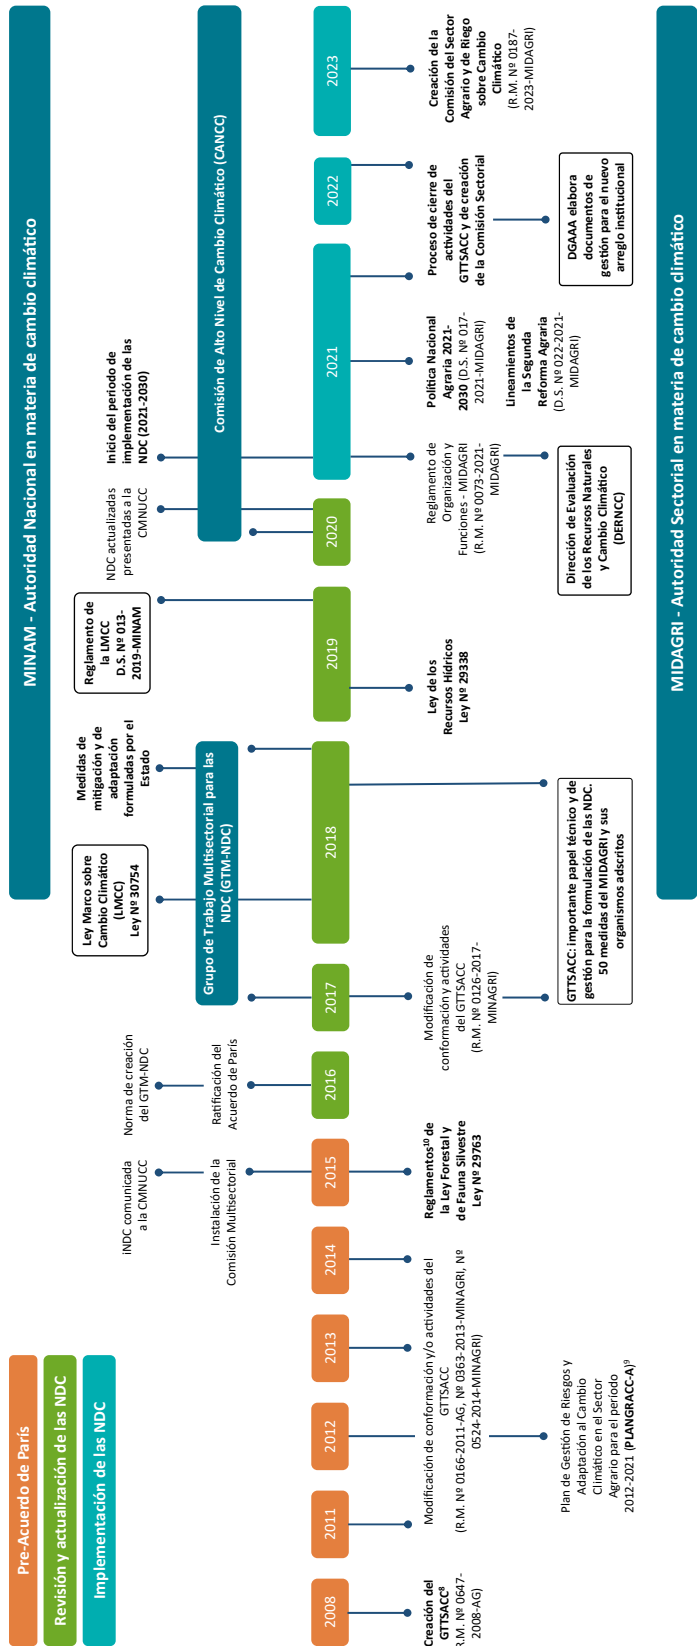 Pre-Acuerdo de París
Revisión y actualización de las NDC
Implementación de las NDC
MINAM - Autoridad Nacional en materia de cambio climático
iNDC comunicada
a la CMNUCC
Norma de creación
del GTM-NDC
Ley Marco sobre
Cambio Climático
(LMCC)
Ley Nº 30754
Medidas de
mitigación y de
adaptación
formuladas por el
Estado
Reglamento de
la LMCC
D.S. Nº 013-
2019-MINAM
NDC actualizadas
presentadas a la
CMNUCC
Inicio del periodo de
implementación de las
NDC (2021-2030)
Instalación de la
Comisión Multisectorial
Ratificación del
Acuerdo de París
Grupo de Trabajo Multisectorial para las
NDC (GTM-NDC)
Comisión de Alto Nivel de Cambio Climático (CANCC)
2008
2011
2012
2013
2014
2015
2016
2017
2018
2019
2020
2021
2022
2023
Creación del
GTTSACC⁸
(R.M. Nº 0647-
2008-AG)
Modificación de conformación y/o actividades del
GTTSACC
(R.M. Nº 0166-2011-AG, Nº 0363-2013-MINAGRI, Nº
0524-2014-MINAGRI)
Reglamentos¹⁰ de
la Ley Forestal y
de Fauna Silvestre
Ley Nº 29763
Modificación de
conformación y actividades
del GTTSACC
(R.M. Nº 0126-2017-
MINAGRI)
Ley de los
Recursos Hídricos
Ley Nº 29338
Reglamento de
Organización y
Funciones - MIDAGRI
(R.M. Nº 0073-2021-
MIDAGRI)
Política Nacional
Agraria 2021-
2030 (D.S. Nº 017-
2021-MIDAGRI)
Lineamientos de
la Segunda
Reforma Agraria
(D.S. Nº 022-2021-
MIDAGRI)
Proceso de cierre de
actividades del
GTTSACC y de creación
de la Comisión Sectorial
Creación de la
Comisión del Sector
Agrario y de Riego
sobre Cambio
Climático
(R.M. Nº 0187-
2023-MIDAGRI)
Plan de Gestión de Riesgos y
Adaptación al Cambio
Climático en el Sector
Agrario para el período
2012-2021 (PLANGRACC-A)⁹
GTTSACC: importante papel técnico y de
gestión para la formulación de las NDC.
50 medidas del MIDAGRI y sus
organismos adscritos
Dirección de Evaluación
de los Recursos Naturales
y Cambio Climático
(DERNCC)
DGAAA elabora
documentos de
gestión para el nuevo
arreglo institucional
MIDAGRI - Autoridad Sectorial en materia de cambio climático